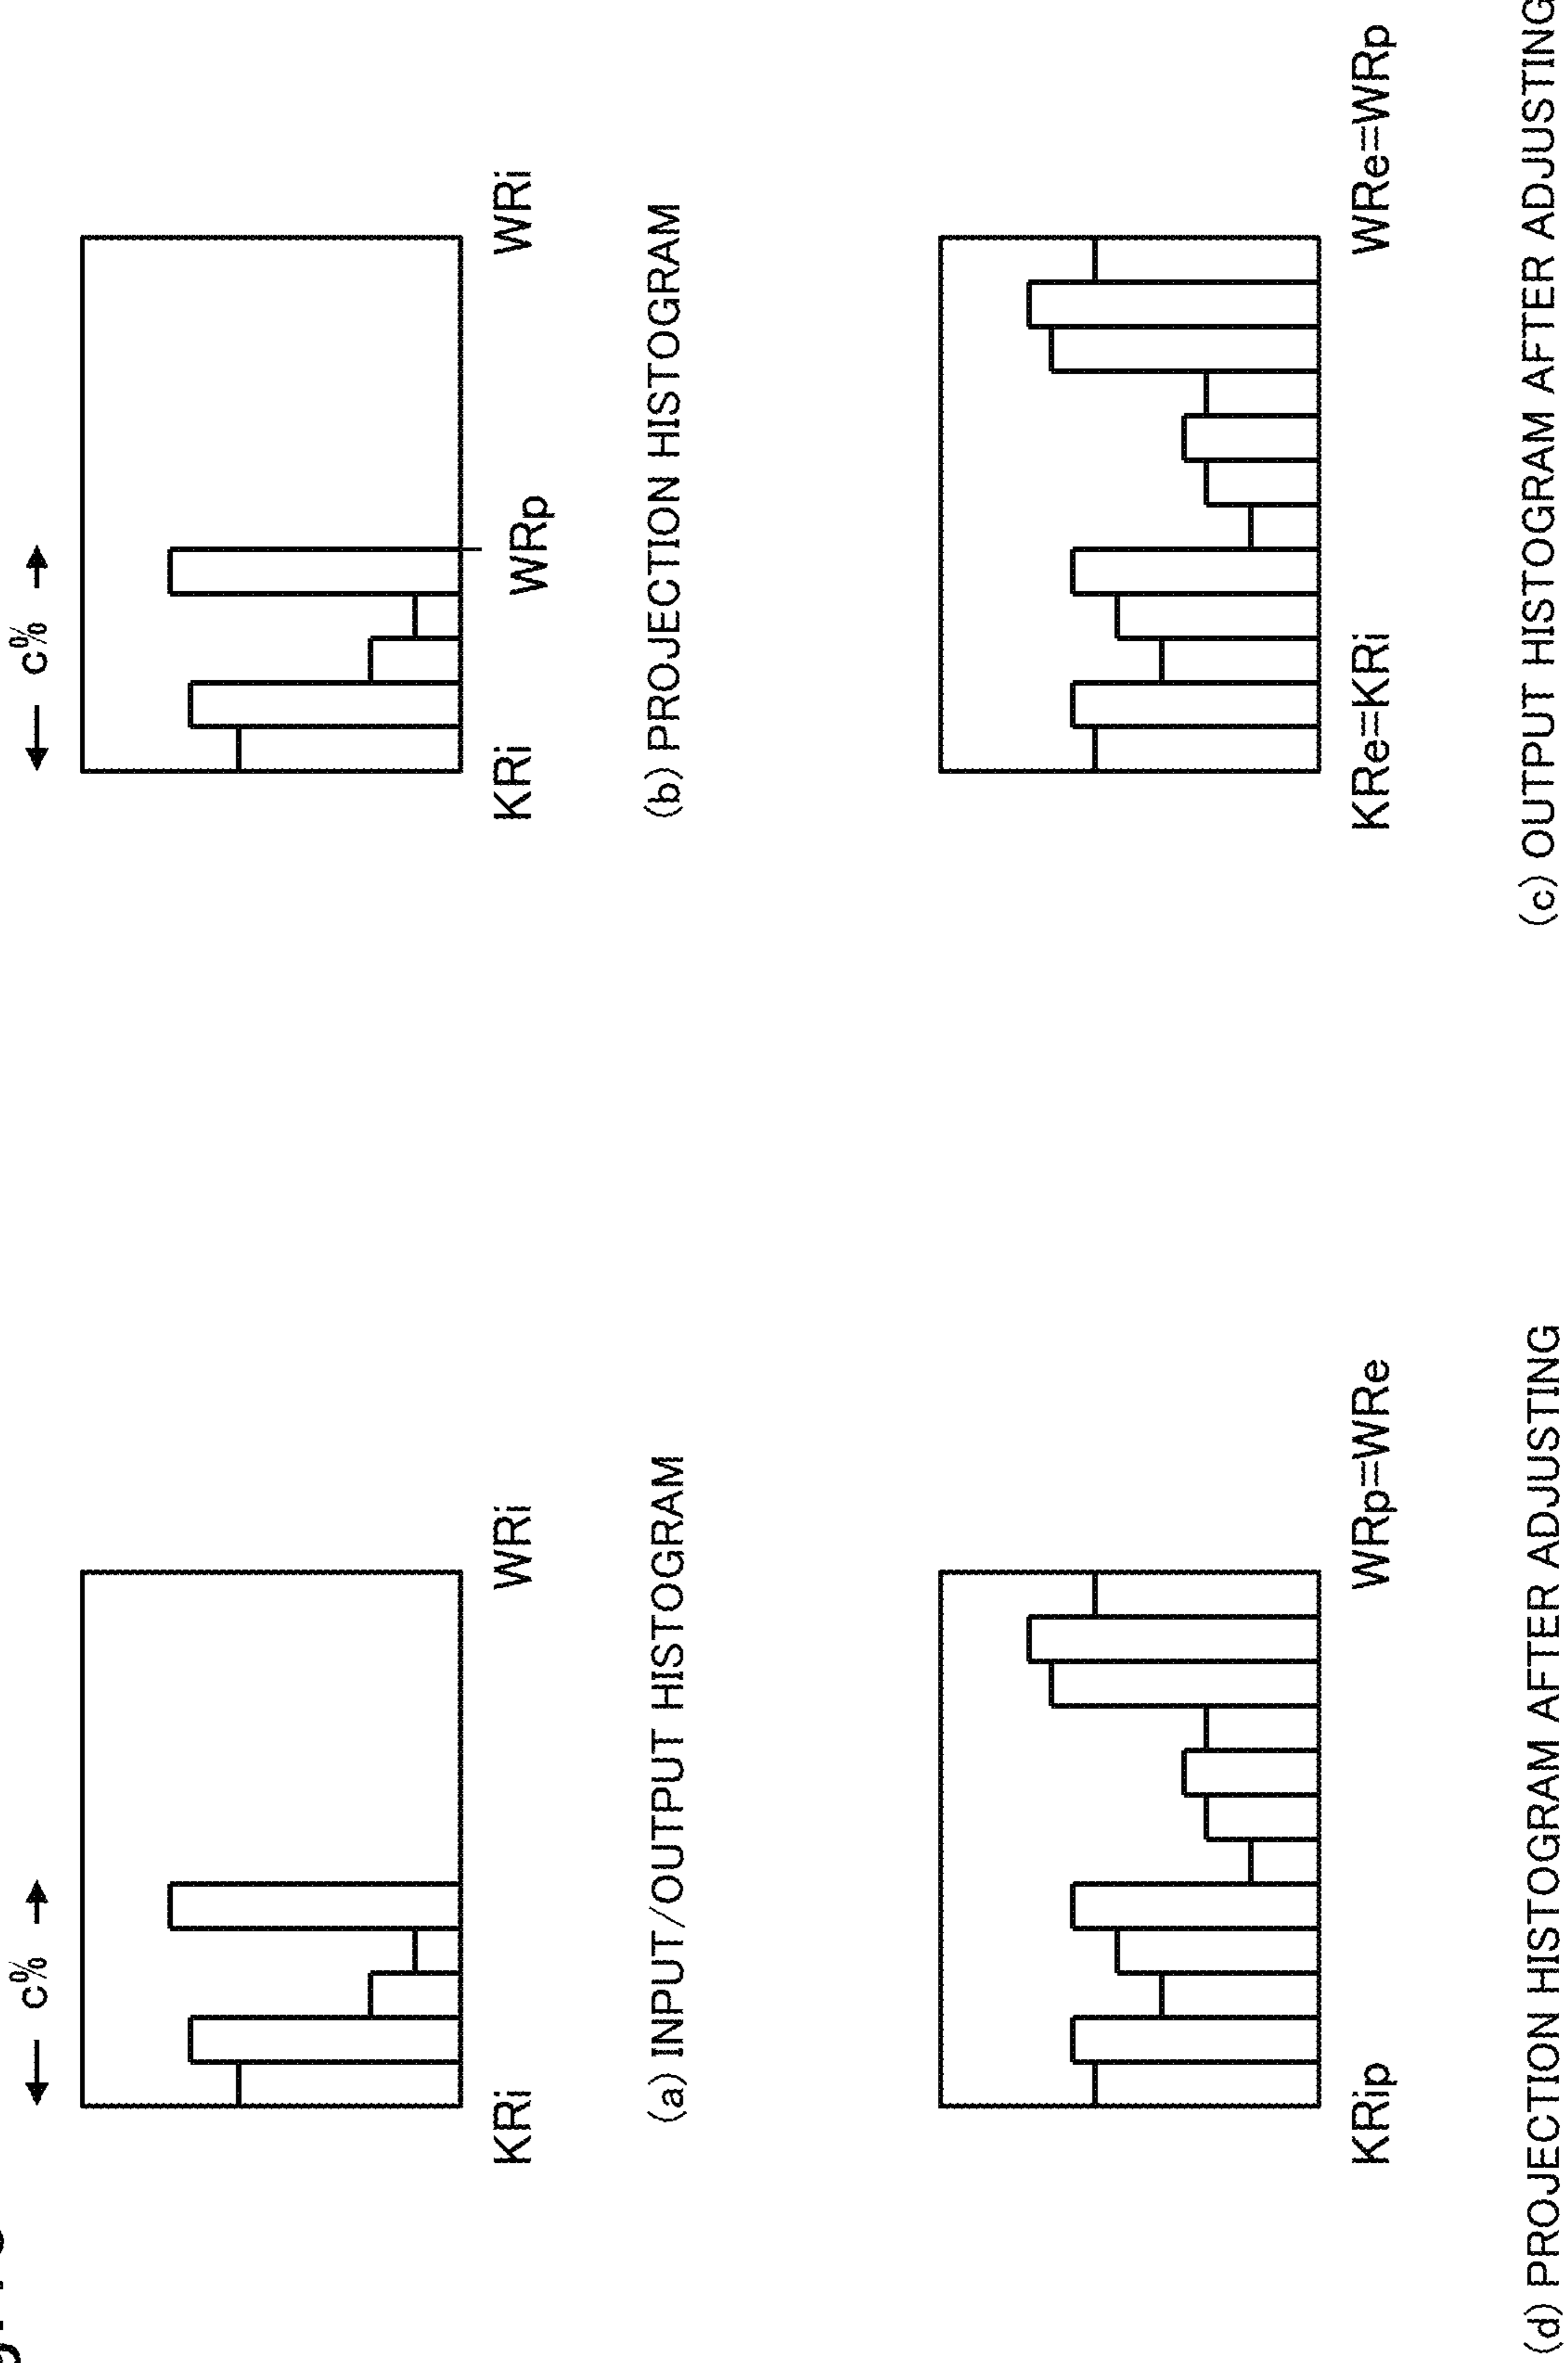 c%
KRi WRi
(a) INPUT/OUTPUT HISTOGRAM
c%
WRp
KRi WRi
(b) PROJECTION HISTOGRAM
KRip WRp=WRe
(d) PROJECTION HISTOGRAM AFTER ADJUSTING
KRe=KRi WRe=WRp
(c) OUTPUT HISTOGRAM AFTER ADJUSTING